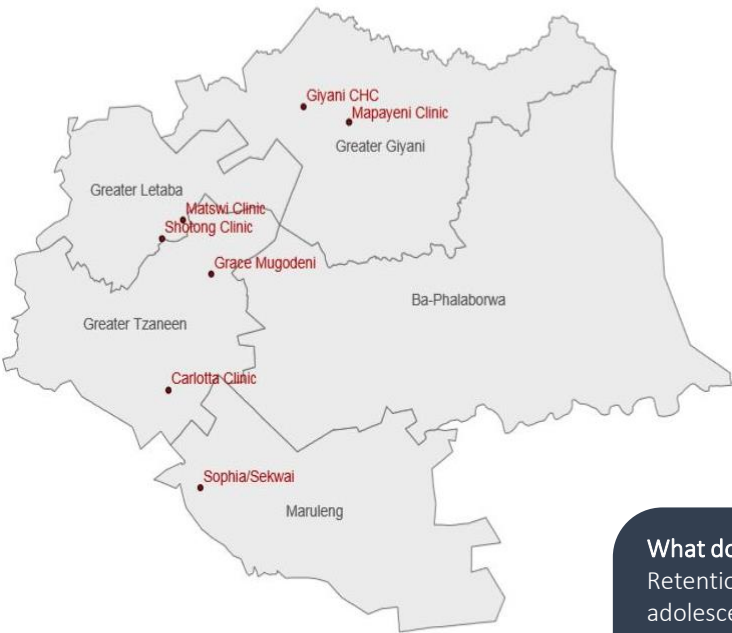 Giyani CHC
Mapayeni Clinic
Greater Giyani
Greater Letaba
Matswi Clinic
Shotong Clinic
Grace Mugodeni
Ba-Phalaborwa
Greater Tzaneen
Carlotta Clinic
Sophia/Sekwai
Maruleng
What do
Retentio
adolesce